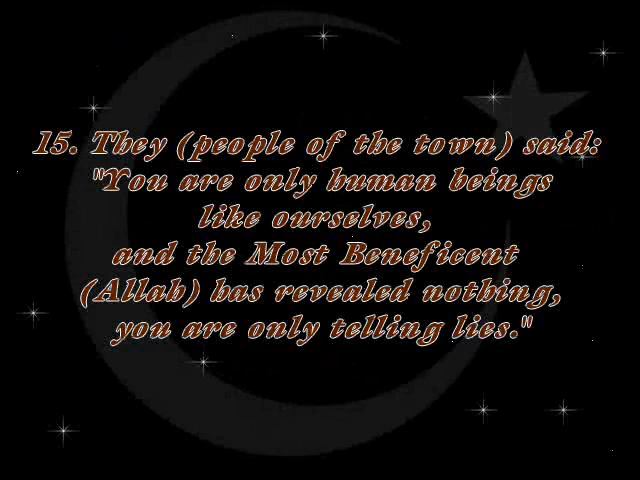 15. They (people of the town) said:
"You are only human beings
like ourselves,
and the Most Beneficent
(Allah) has revealed nothing,
you are only telling lies."